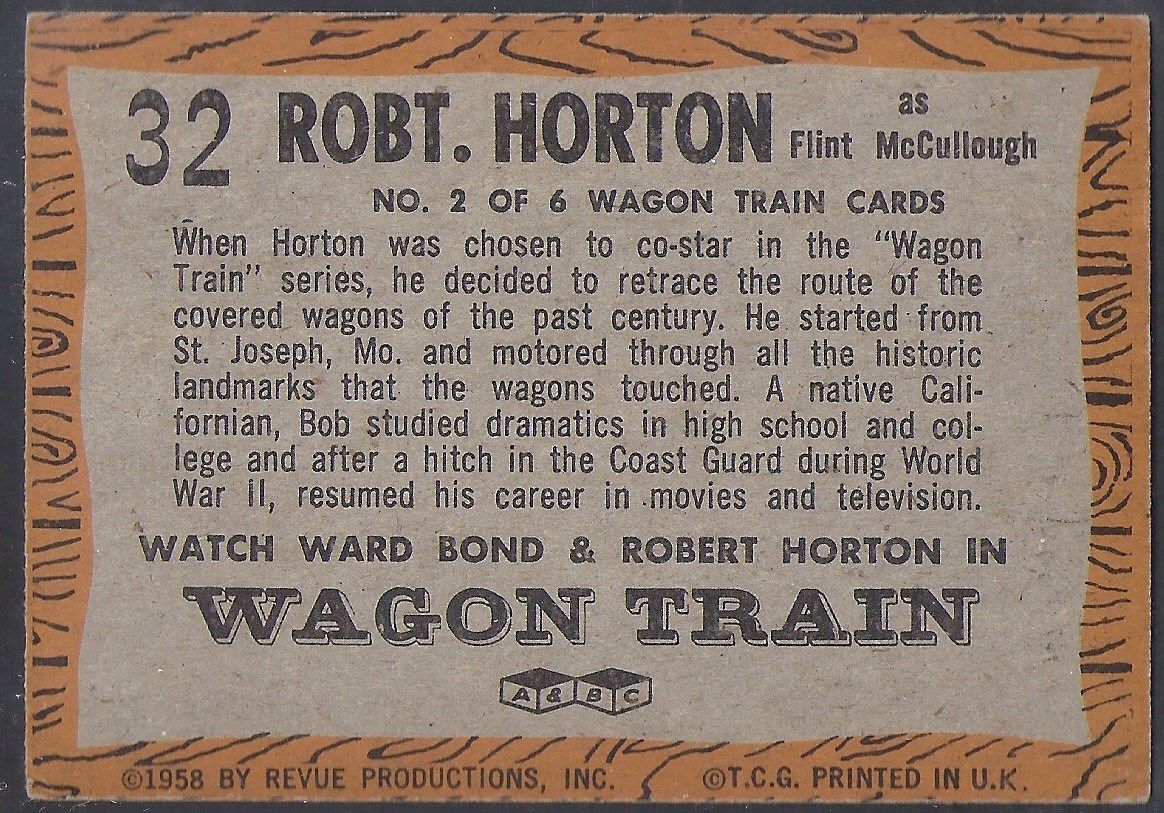 32 ROBT. HORTON as Flint McCullough
NO. 2 OF 6 WAGON TRAIN CARDS
When Horton was chosen to co-star in the "Wagon
Train" series, he decided to retrace the route of the
covered wagons of the past century. He started from
St. Joseph, Mo. and motored through all the historic
landmarks that the wagons touched. A native Cali-
fornian, Bob studied dramatics in high school and col-
lege and after a hitch in the Coast Guard during World
War II, resumed his career in movies and television.
WATCH WARD BOND & ROBERT HORTON IN
WAGON TRAIN
A & B C
©1958 BY REVUE PRODUCTIONS, INC. ©T.C.G. PRINTED IN U.K.